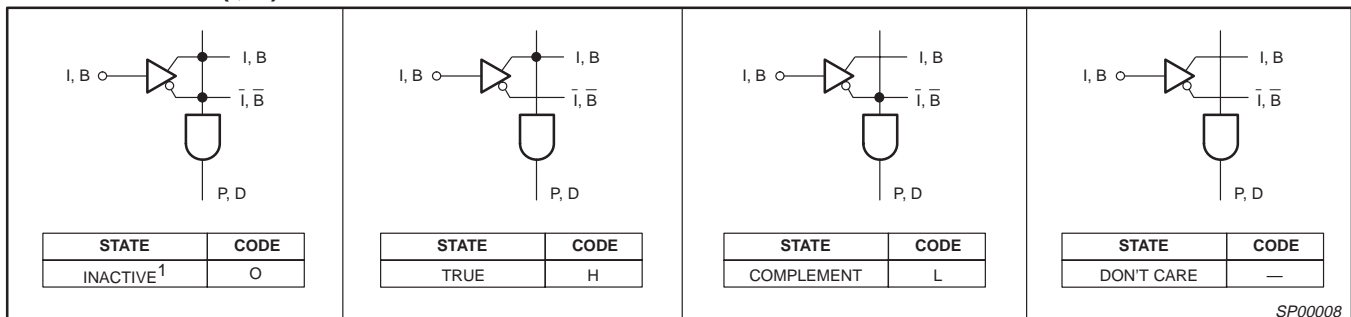 I, B
I, B
I̅, B̅
P, D
STATE CODE
INACTIVE1 O
I, B
I, B
I̅, B̅
P, D
STATE CODE
TRUE H
I, B
I, B
I̅, B̅
P, D
STATE CODE
COMPLEMENT L
I, B
I, B
I̅, B̅
P, D
STATE CODE
DON'T CARE —
SP00008